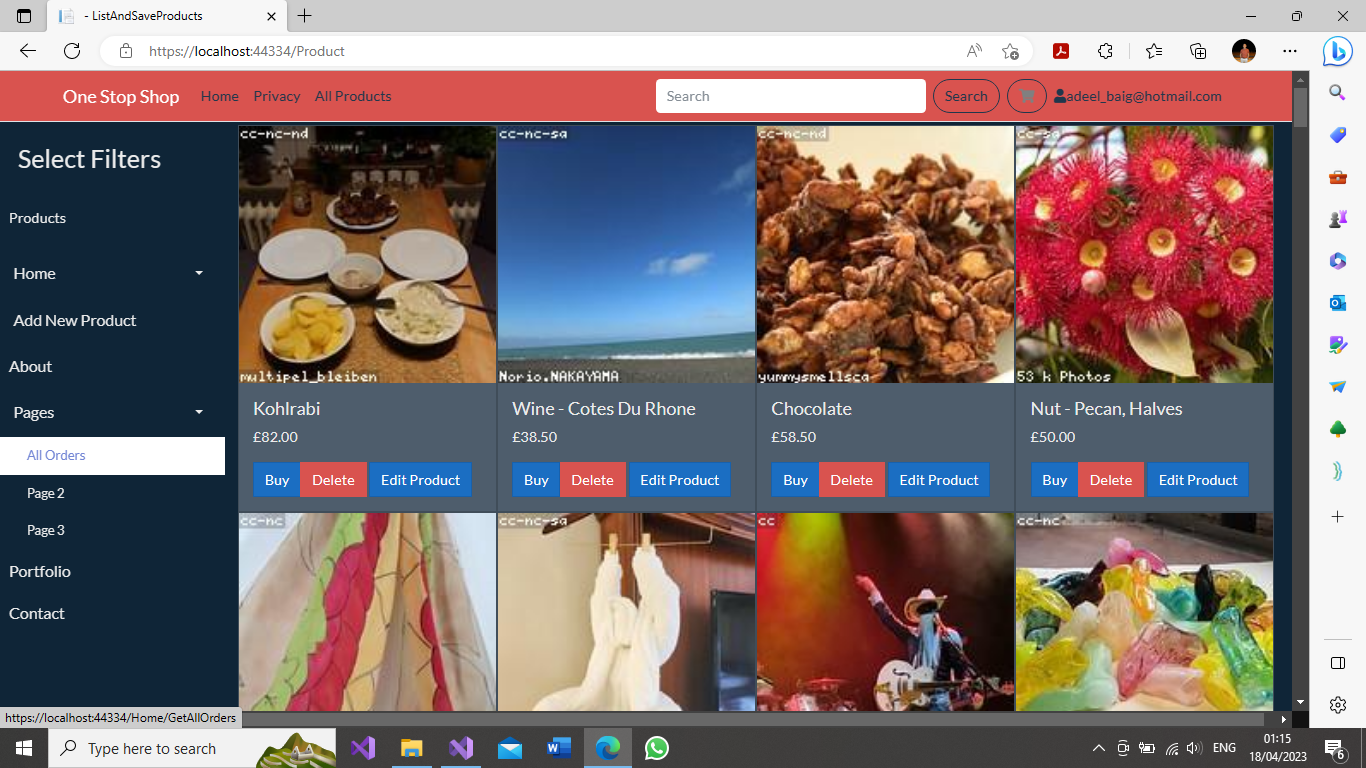 - ListAndSaveProducts
https://localhost:44334/Product
One Stop Shop
Home
Privacy
All Products
Search
Search
adeel_baig@hotmail.com
Select Filters
Products
Home
Add New Product
About
Pages
All Orders
Page 2
Page 3
Portfolio
Contact
cc-nc-nd
multipel_bleiben
Kohlrabi
£82.00
Buy
Delete
Edit Product
cc-nc-sa
Norio.NAKAYAMA
Wine - Cotes Du Rhone
£38.50
Buy
Delete
Edit Product
cc-nc-nd
yummysmellsca
Chocolate
£58.50
Buy
Delete
Edit Product
cc-sa
53 k Photos
Nut - Pecan, Halves
£50.00
Buy
Delete
Edit Product
cc-nc
cc-nc-sa
cc
cc-nc
https://localhost:44334/Home/GetAllOrders
Type here to search
ENG
01:15
18/04/2023
6